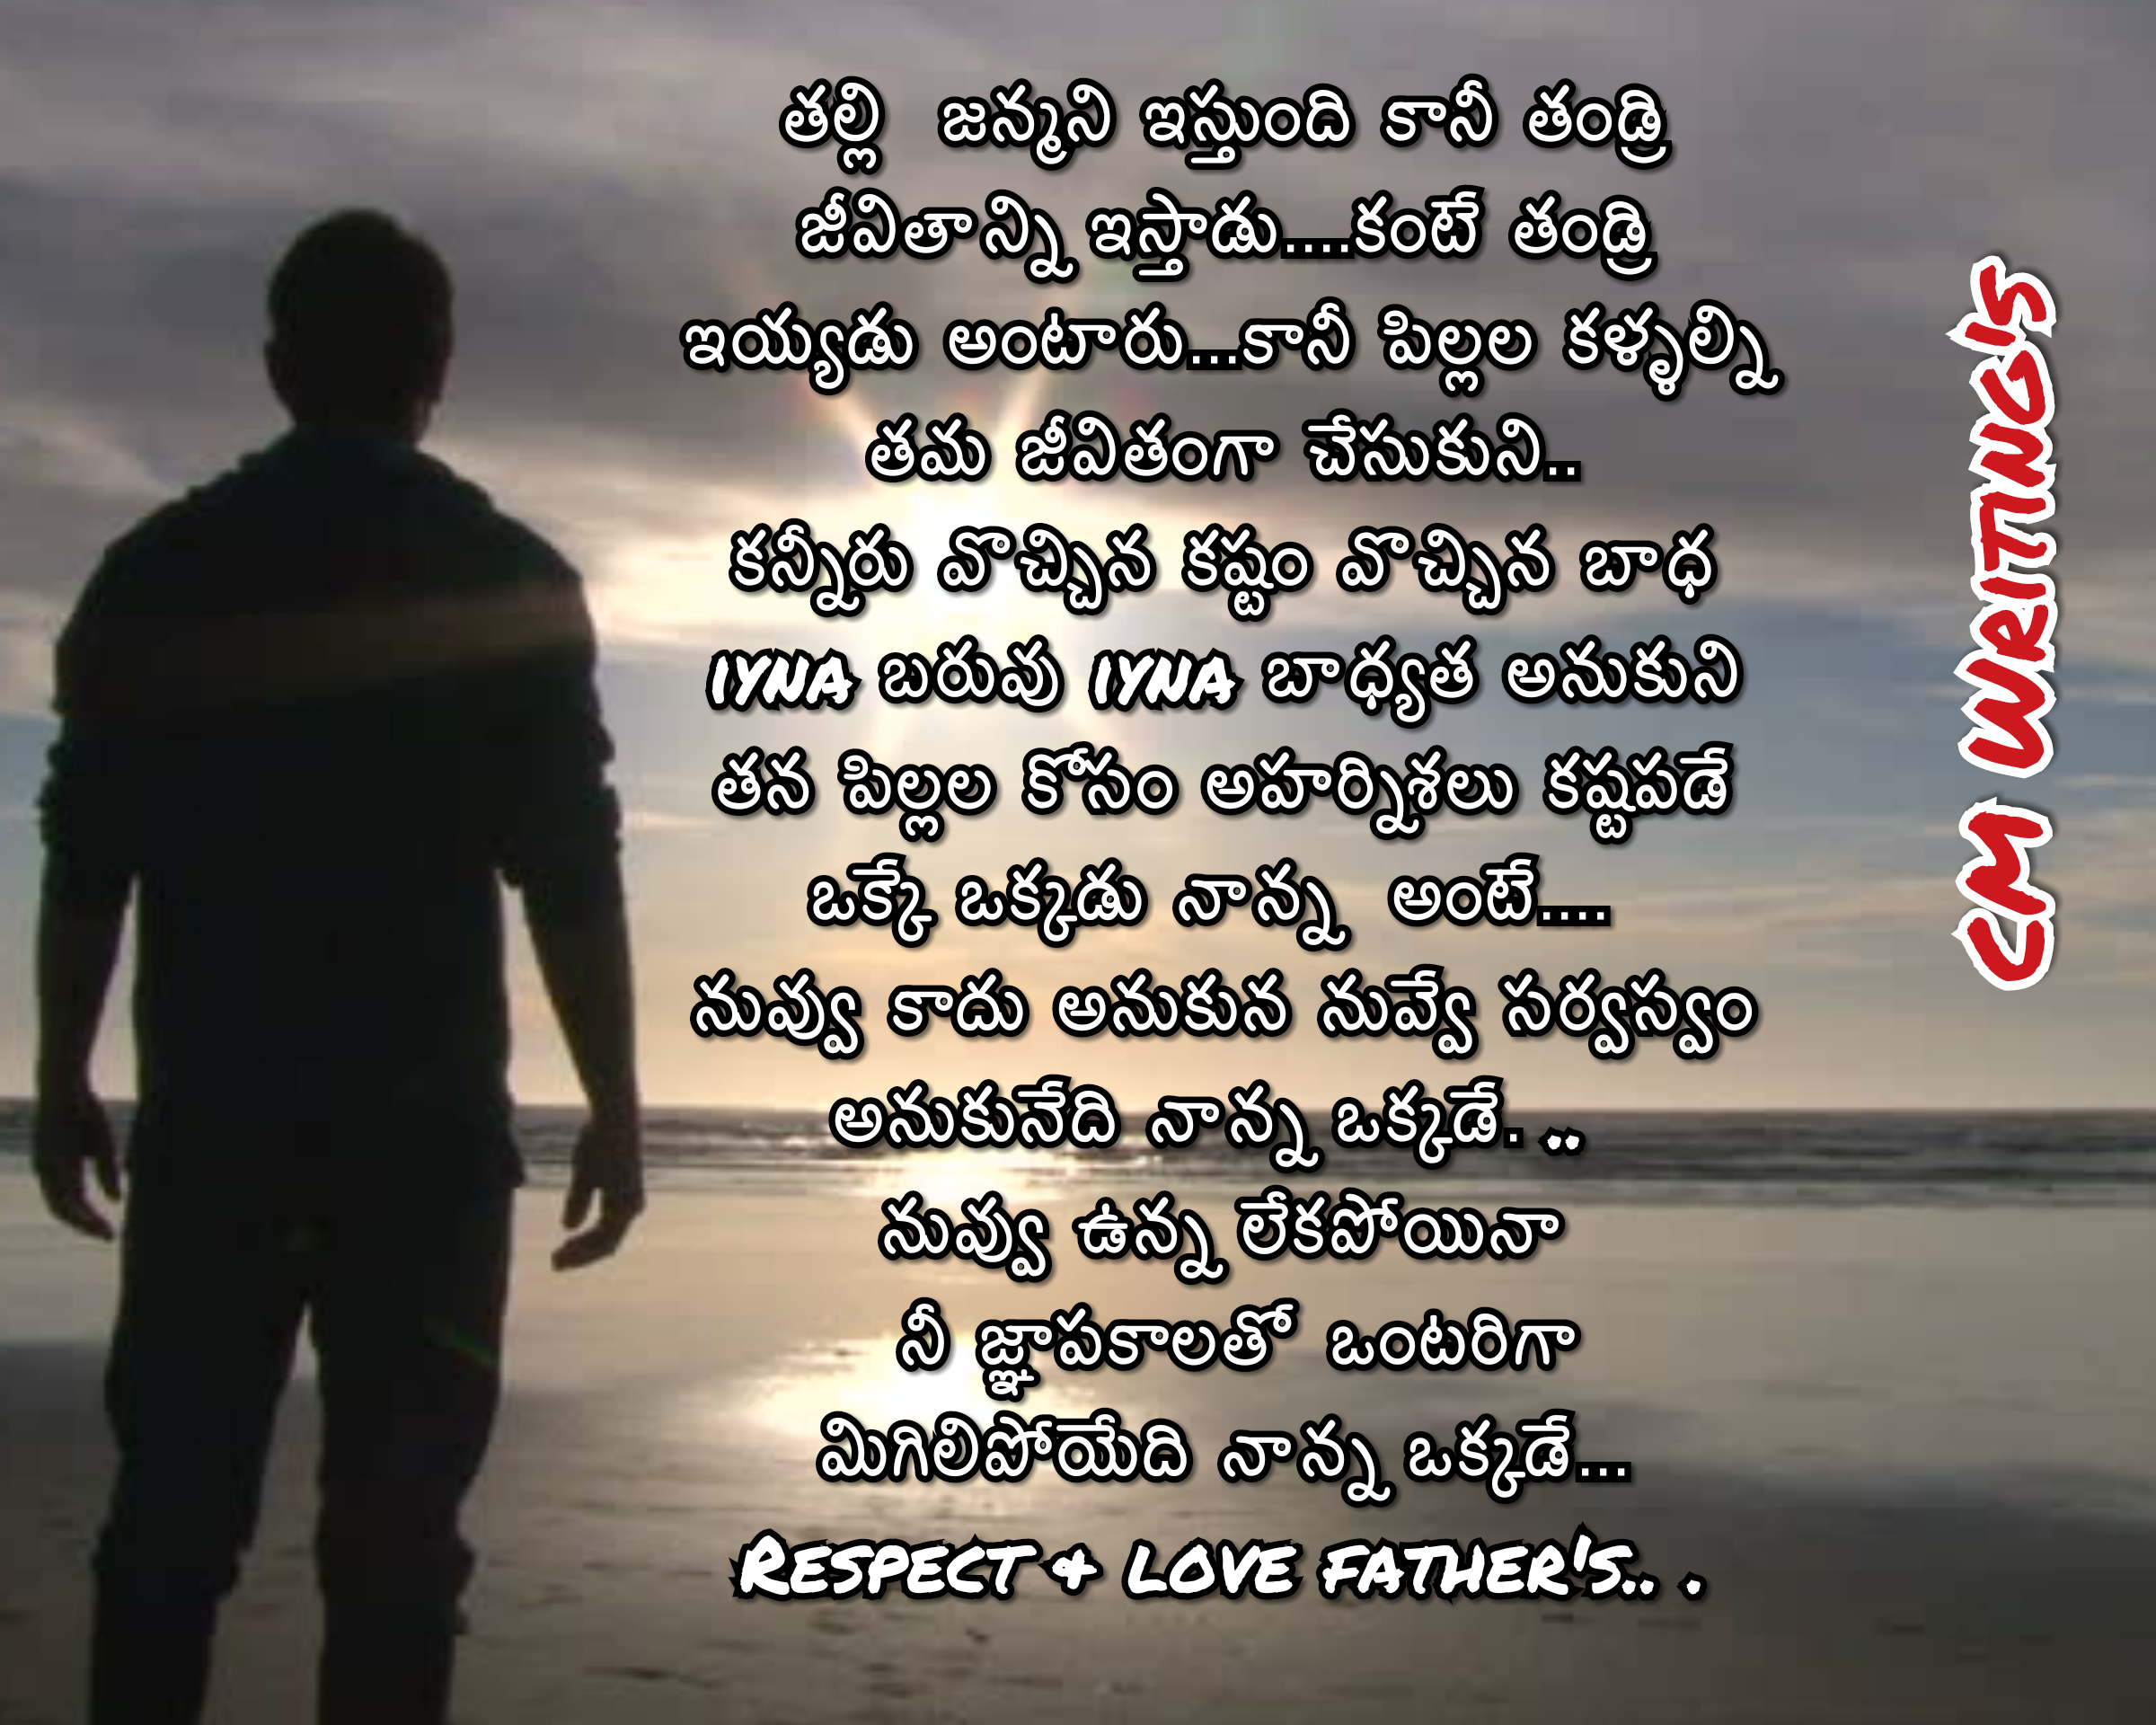 తల్లి జన్మని ఇస్తుంది కానీ తండ్రి
జీవితాన్ని ఇస్తాడు....కంటే తండ్రి
ఇయ్యడు అంటారు...కానీ పిల్లల కళ్ళల్ని
తమ జీవితంగా చేసుకుని..
కన్నీరు వొచ్చిన కష్టం వొచ్చిన బాధ
IYNA బరువు IYNA బాధ్యత అనుకుని
తన పిల్లల కోసం అహర్నిశలు కష్టపడే
ఒక్కే ఒక్కడు నాన్న అంటే....
నువ్వు కాదు అనుకున నువ్వే సర్వస్వం
అనుకునేది నాన్న ఒక్కడే. ..
నువ్వు ఉన్న లేకపోయినా
నీ జ్ఞాపకాలతో ఒంటరిగా
మిగిలిపోయేది నాన్న ఒక్కడే...
RESPECT & LOVE FATHER'S.. .
CM WRITING'S